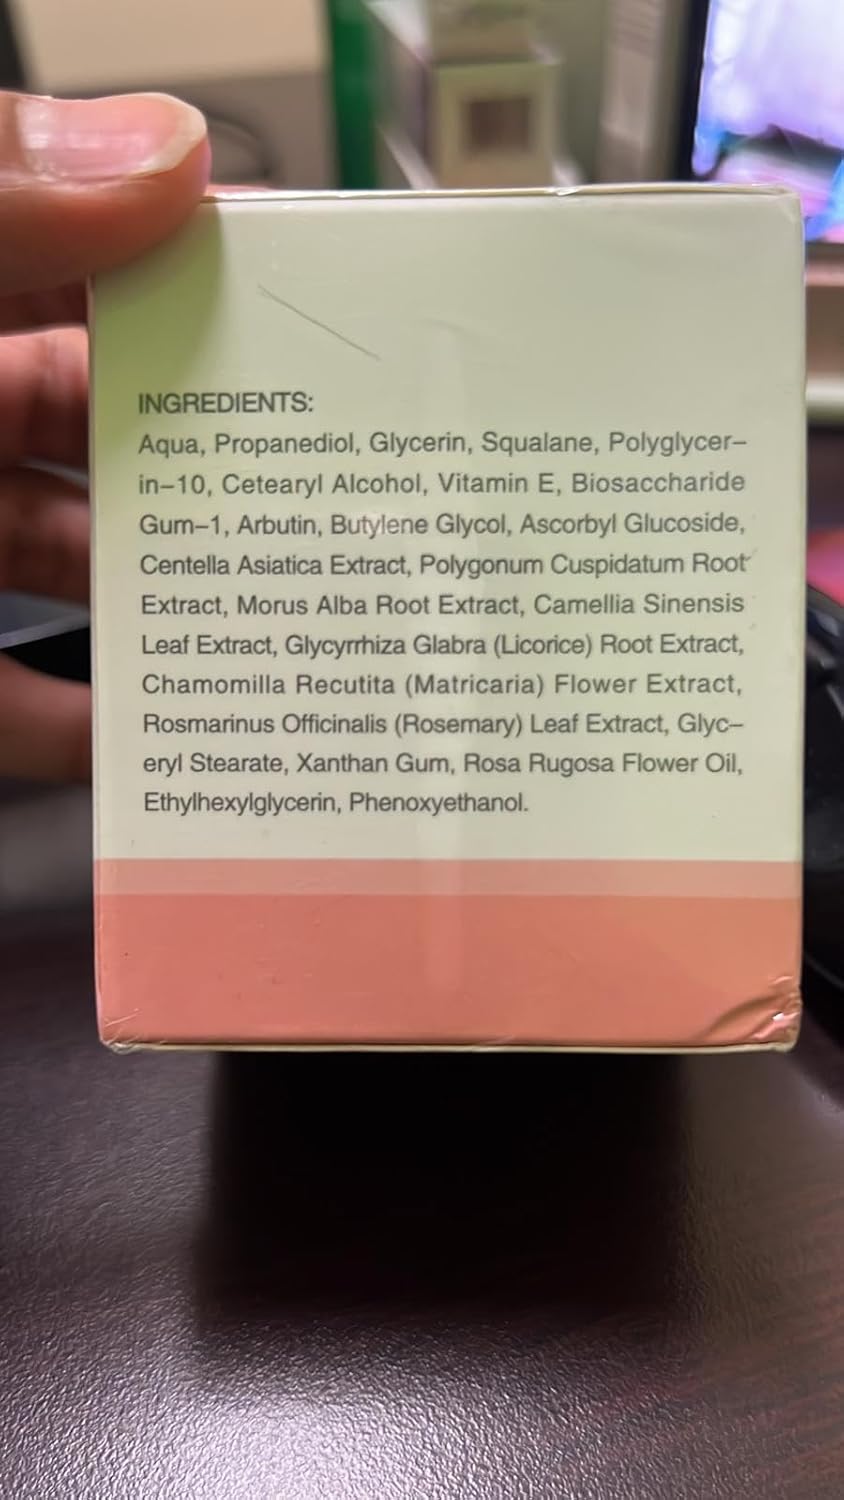 INGREDIENTS:
Aqua, Propanediol, Glycerin, Squalane, Polyglycer–
in–10, Cetearyl Alcohol, Vitamin E, Biosaccharide
Gum–1, Arbutin, Butylene Glycol, Ascorbyl Glucoside,
Centella Asiatica Extract, Polygonum Cuspidatum Root
Extract, Morus Alba Root Extract, Camellia Sinensis
Leaf Extract, Glycyrrhiza Glabra (Licorice) Root Extract,
Chamomilla Recutita (Matricaria) Flower Extract,
Rosmarinus Officinalis (Rosemary) Leaf Extract, Glyc–
eryl Stearate, Xanthan Gum, Rosa Rugosa Flower Oil,
Ethylhexylglycerin, Phenoxyethanol.